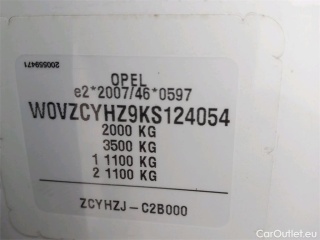 200559471
OPEL
e2*2007/46*0597
W0VZCYHZ9KS124054
2000 KG
3500 KG
1 1100 KG
2 1100 KG
ZCYHZJ-C2B000
CarOutlet.eu